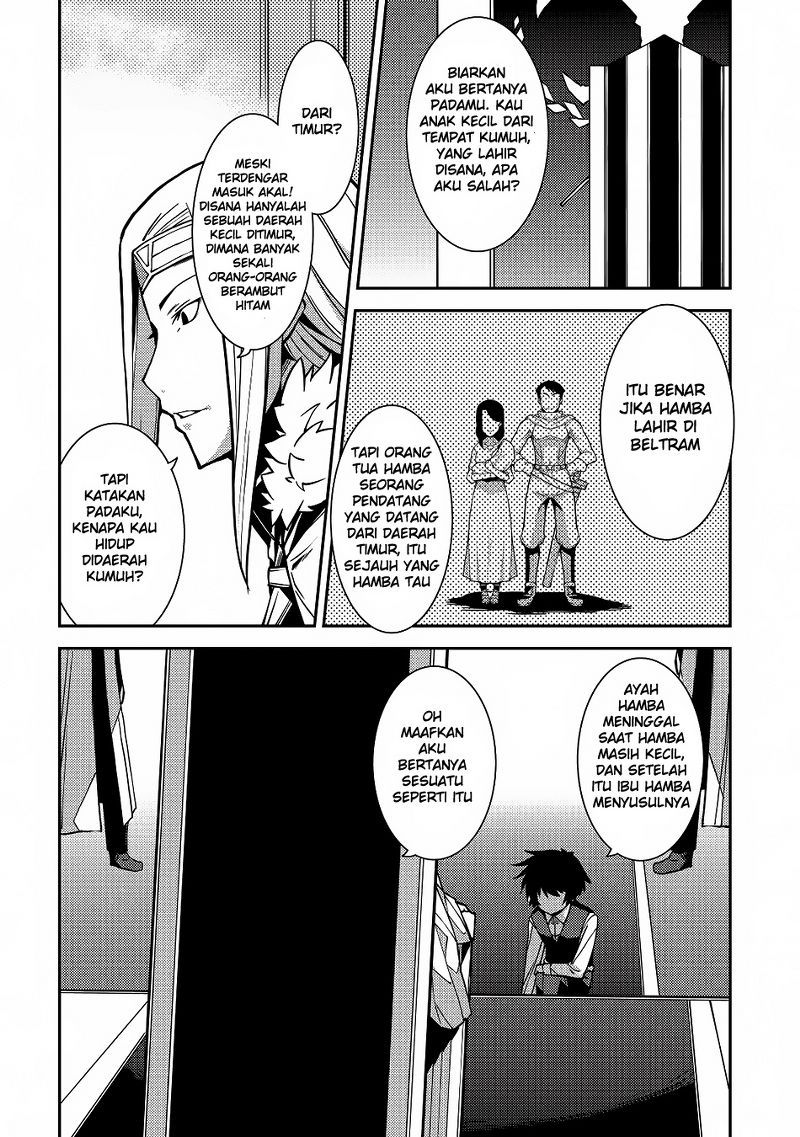 BIARKAN
AKU BERTANYA
PADAMU. KAU
ANAK KECIL DARI
TEMPAT KUMUH,
YANG LAHIR
DISANA, APA
AKU SALAH?
ITU BENAR
JIKA HAMBA
LAHIR DI
BELTRAM
TAPI ORANG
TUA HAMBA
SEORANG
PENDATANG
YANG DATANG
DARI DAERAH
TIMUR, ITU
SEJAUH YANG
HAMBA TAU
DARI
TIMUR?
MESKI
TERDENGAR
MASUK AKAL!
DISANA HANYALAH
SEBUAH DAERAH
KECIL DITIMUR,
DIMANA BANYAK
SEKALI
ORANG-ORANG
BERAMBUT
HITAM
TAPI
KATAKAN
PADAKU,
KENAPA KAU
HIDUP
DIDAERAH
KUMUH?
AYAH
HAMBA
MENINGGAL
SAAT HAMBA
MASIH KECIL,
DAN SETELAH
ITU IBU HAMBA
MENYUSULNYA
OH
MAAFKAN
AKU
BERTANYA
SESUATU
SEPERTI ITU